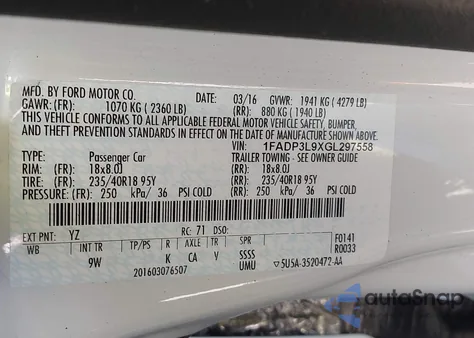 MFD. BY FORD MOTOR CO.
DATE: 03/16 GVWR: 1941 KG ( 4279 LB)
GAWR: (FR): 1070 KG ( 2360 LB) (RR): 880 KG ( 1940 LB)
THIS VEHICLE CONFORMS TO ALL APPLICABLE FEDERAL MOTOR VEHICLE SAFETY, BUMPER,
AND THEFT PREVENTION STANDARDS IN EFFECT ON THE DATE OF MANUFACTURE SHOWN ABOVE.
VIN: 1FADP3L9XGL297558
TYPE: Passenger Car TRAILER TOWING - SEE OWNER GUIDE
RIM: (FR): 18x8.0J (RR): 18x8.0J
TIRE: (FR): 235/40R18 95Y (RR): 235/40R18 95Y
PRESSURE: (FR): 250 kPa/ 36 PSI COLD (RR): 250 kPa/ 36 PSI COLD
EXT PNT: YZ RC: 71 DSO: F0141
WB INT TR TP/PS R AXLE TR SPR R0033
9W K CA V SSSS
UMU
201603076507 5U5A-3520472-AA
autoSnap